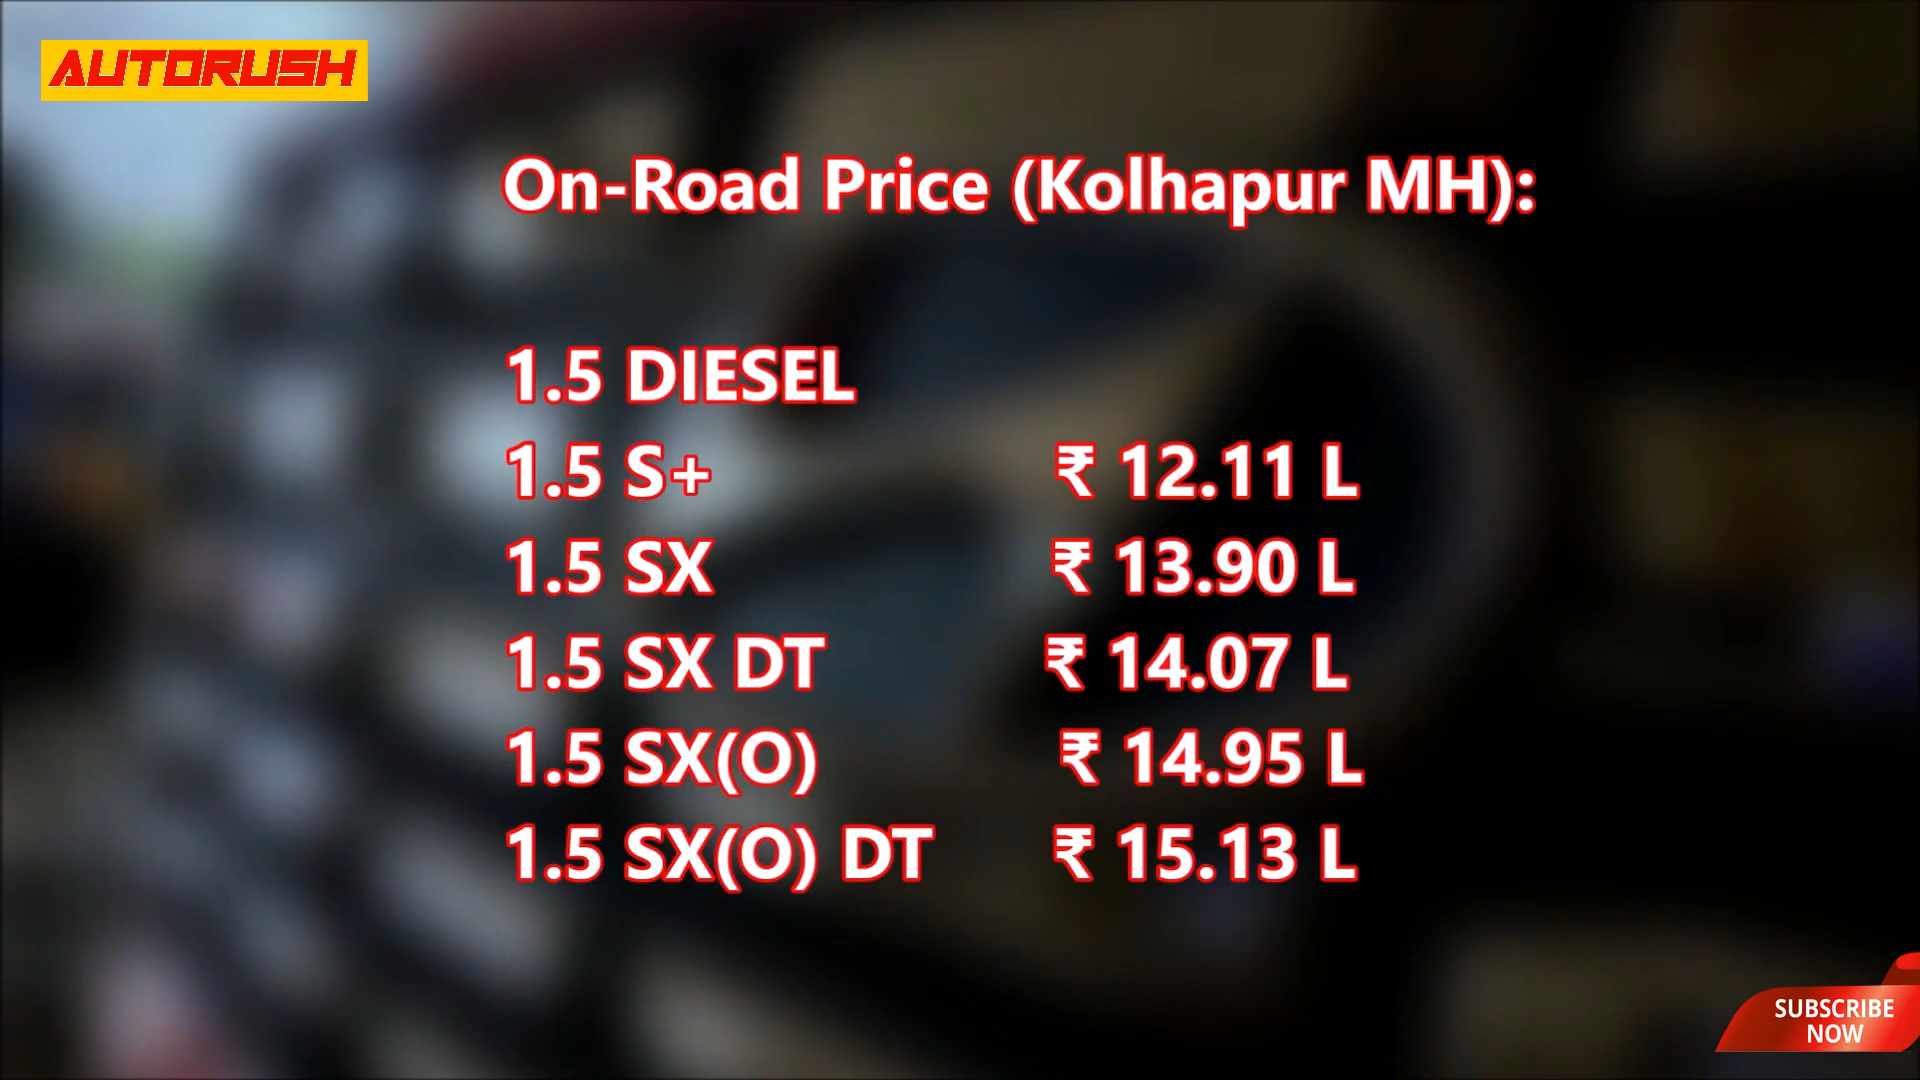 AUTORUSH
On-Road Price (Kolhapur MH):
1.5 DIESEL
1.5 S+ ₹ 12.11 L
1.5 SX ₹ 13.90 L
1.5 SX DT ₹ 14.07 L
1.5 SX(O) ₹ 14.95 L
1.5 SX(O) DT ₹ 15.13 L
SUBSCRIBE
NOW